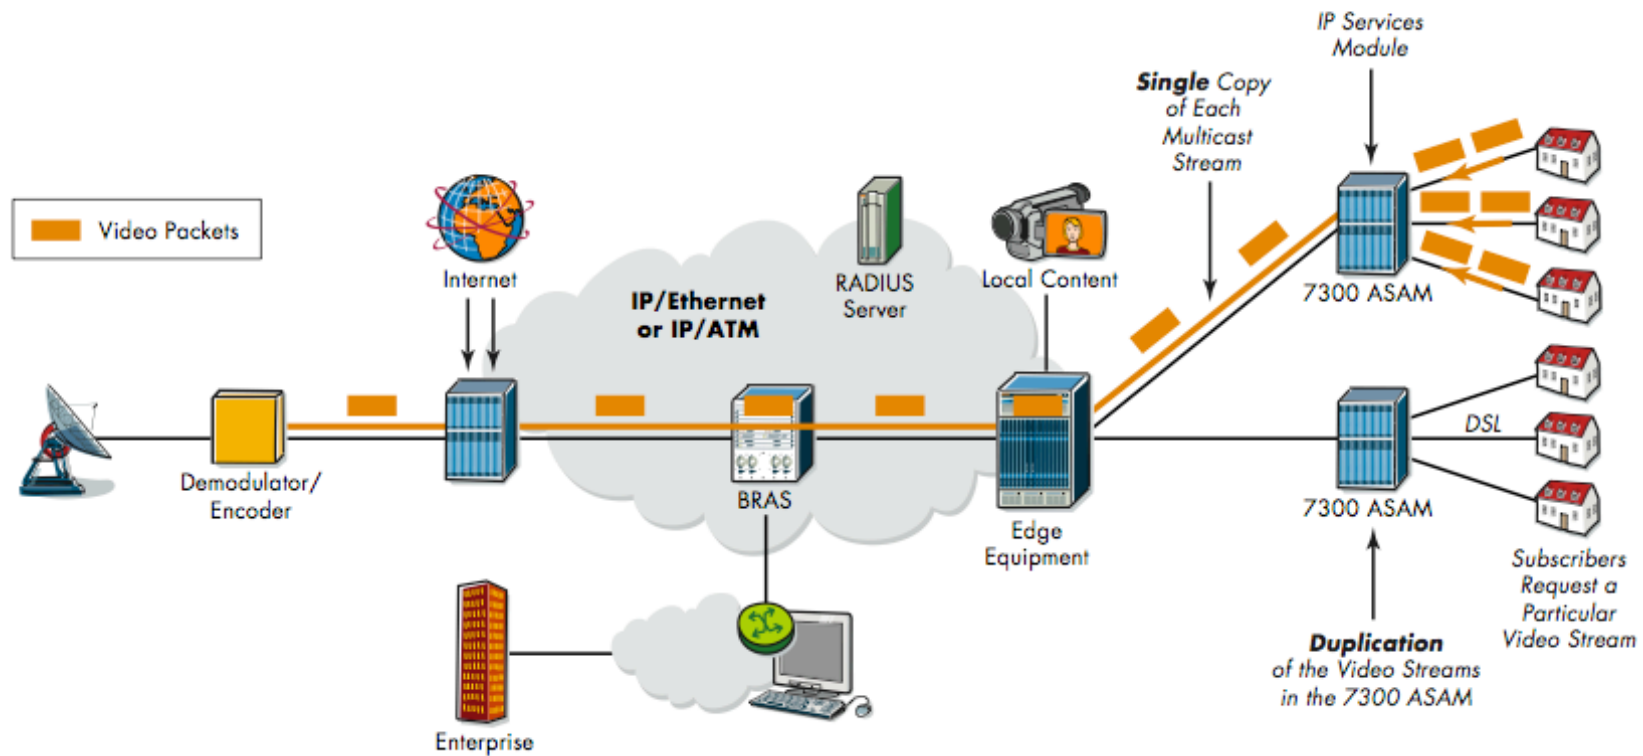 IP Services
Module
Single Copy
of Each
Multicast
Stream
Video Packets
Internet
IP/Ethernet
or IP/ATM
RADIUS
Server
Local Content
7300 ASAM
Demodulator/
Encoder
BRAS
Edge
Equipment
DSL
7300 ASAM
Subscribers
Request a
Particular
Video Stream
Duplication
of the Video Streams
in the 7300 ASAM
Enterprise